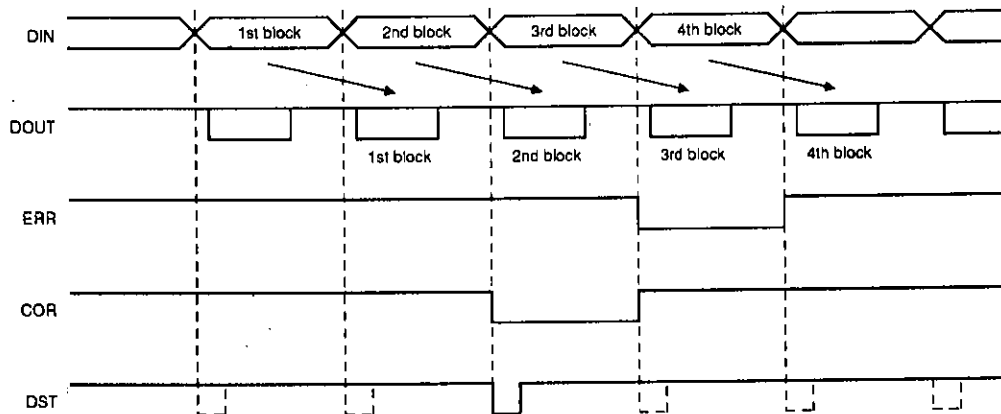 DIN
1st block 2nd block 3rd block 4th block
DOUT
1st block 2nd block 3rd block 4th block
ERR
COR
DST